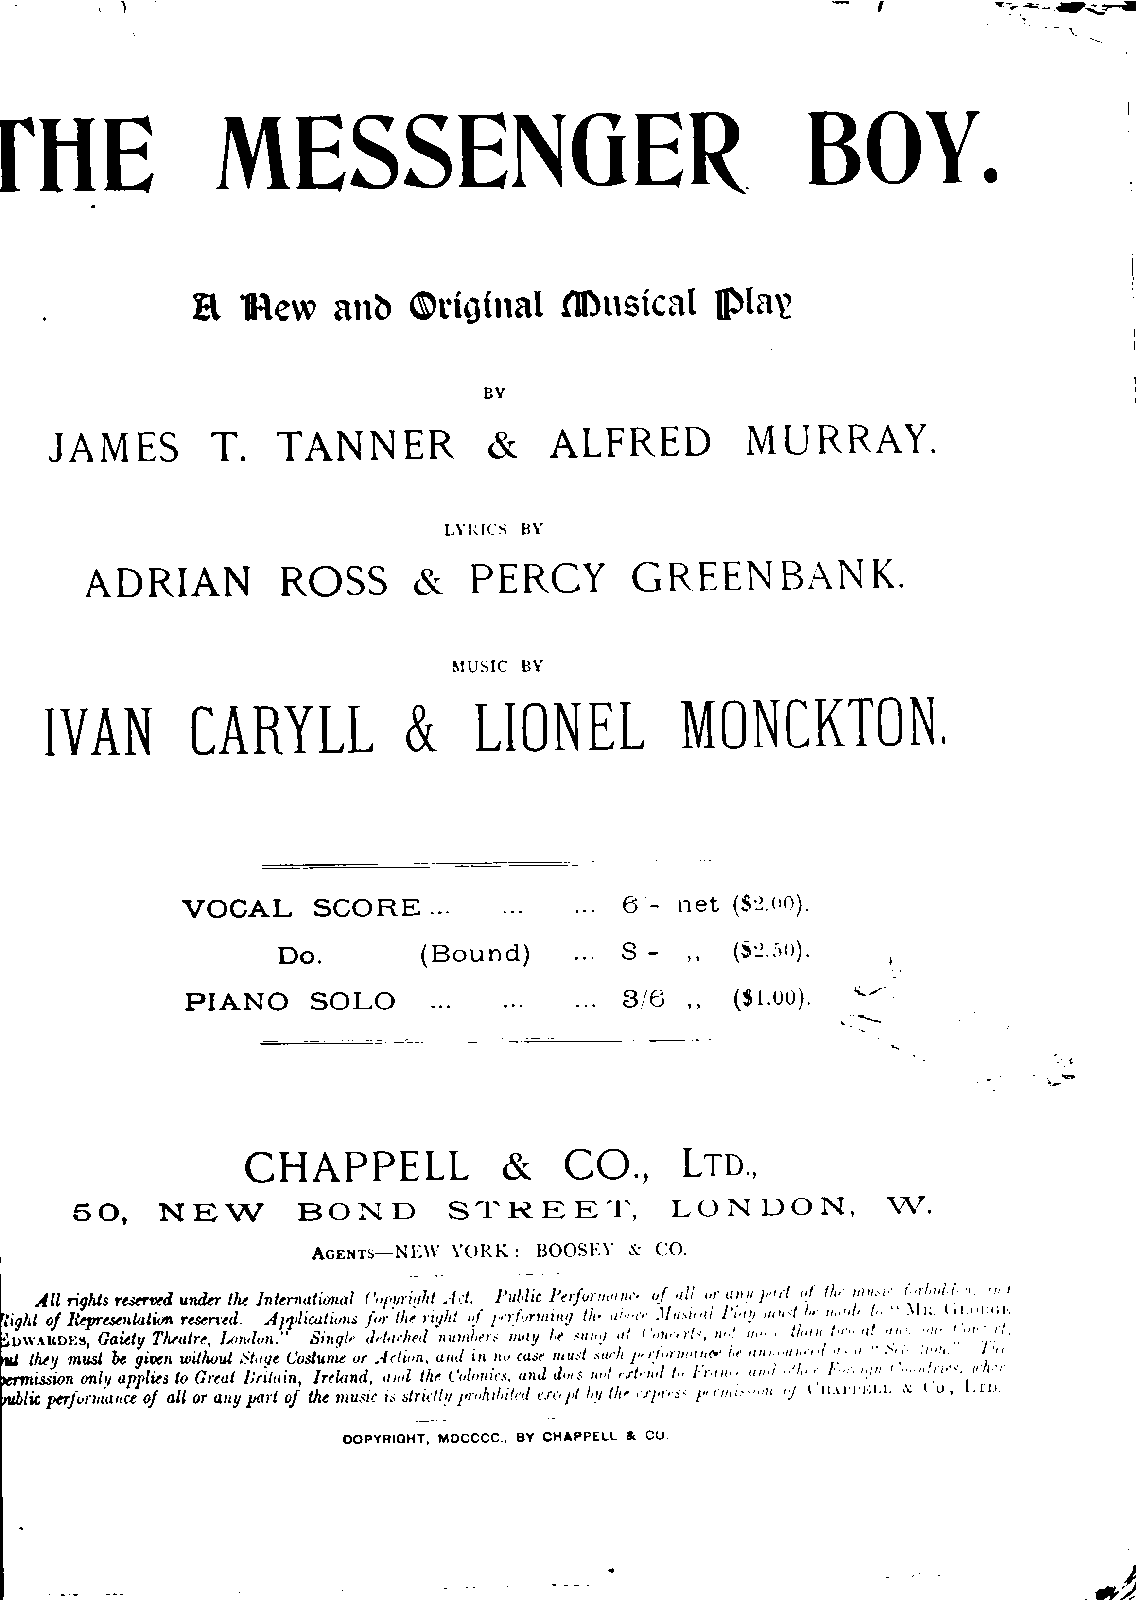 THE MESSENGER BOY.
A New and Original Musical Play
BY
JAMES T. TANNER & ALFRED MURRAY.
LYRICS BY
ADRIAN ROSS & PERCY GREENBANK.
MUSIC BY
IVAN CARYLL & LIONEL MONCKTON.
VOCAL SCORE ... ... ... 6 - net ($2.00).
Do. (Bound) ... 8 - ,, ($2.50).
PIANO SOLO ... ... ... 3/6 ,, ($1.00).
CHAPPELL & CO., LTD.,
50, NEW BOND STREET, LONDON, W.
AGENTS—NEW YORK: BOOSEY & CO.
All rights reserved under the International Copyright Act. Public Performance of all or any part of the music forbidden, and
Right of Representation reserved. Applications for the right of performing the above Musical Play must be made to "MR. GEORGE
EDWARDES, Gaiety Theatre, London." Single detached numbers may be sung at Concerts, not more than two at any one Concert,
but they must be given without Stage Costume or Action, and in no case must such performance be announced as a "Selection." The
permission only applies to Great Britain, Ireland, and the Colonies, and does not extend to France and other Foreign Countries, where
public performance of all or any part of the music is strictly prohibited except by the express permission of CHAPPELL & CO., LTD.
COPYRIGHT, MDCCCC., BY CHAPPELL & CO.